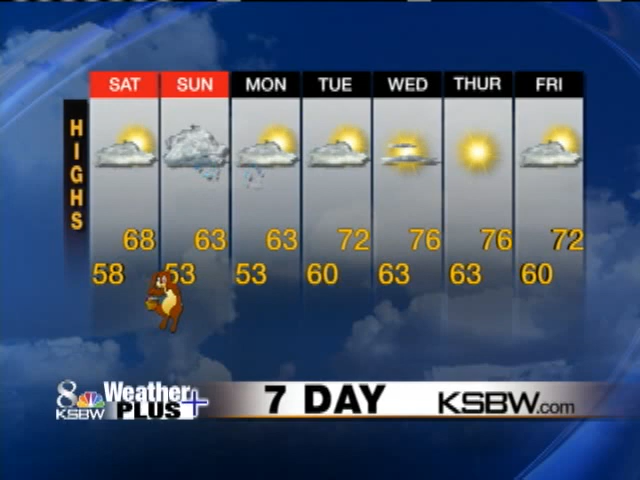 SAT SUN MON TUE WED THUR FRI
HIGHS
68 63 63 72 76 76 72
58 53 53 60 63 63 60
8 KSBW Weather PLUS+ 7 DAY KSBW.com